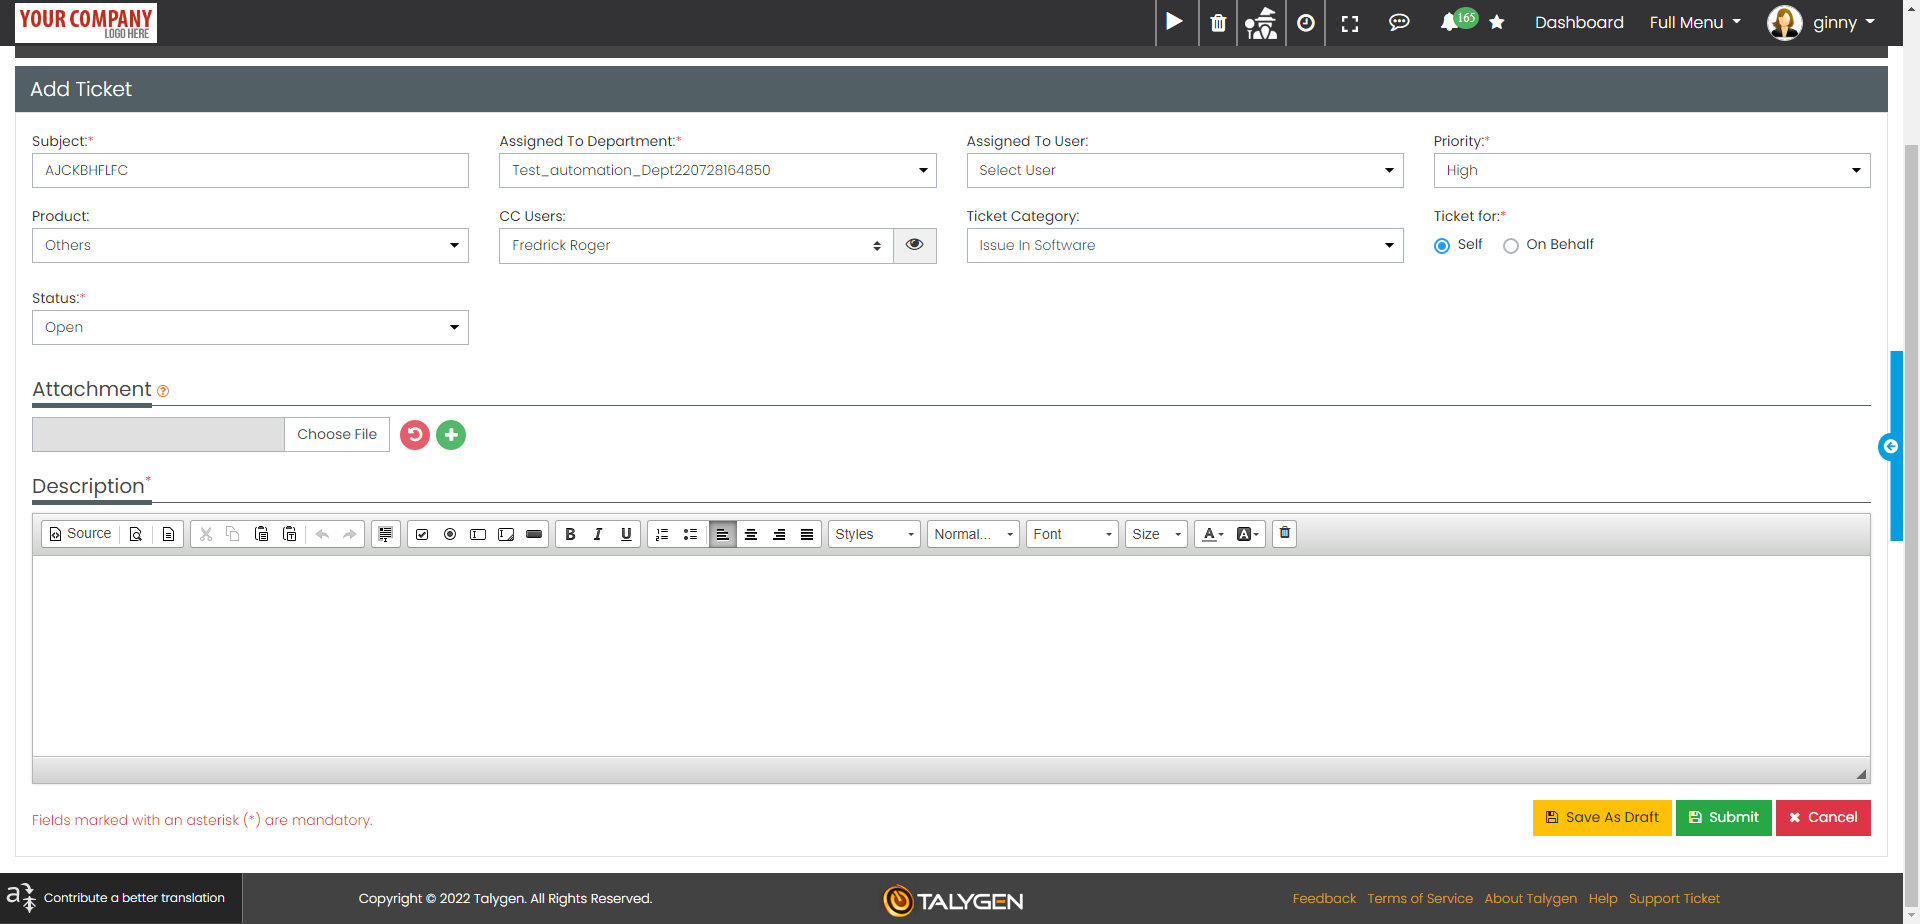 YOUR COMPANY
LOGO HERE
165
Dashboard
Full Menu
ginny
Add Ticket
Subject:*
Assigned To Department:*
Assigned To User:
Priority:*
AJCKBHFLFC
Test_automation_Dept220728164850
Select User
High
Product:
CC Users:
Ticket Category:
Ticket for:*
Others
Fredrick Roger
Issue In Software
Self
On Behalf
Status:*
Open
Attachment
Choose File
Description*
Source
B I U
Styles
Normal...
Font
Size
A
A
Fields marked with an asterisk (*) are mandatory.
Save As Draft
Submit
Cancel
Contribute a better translation
Copyright © 2022 Talygen. All Rights Reserved.
TALYGEN
Feedback
Terms of Service
About Talygen
Help
Support Ticket